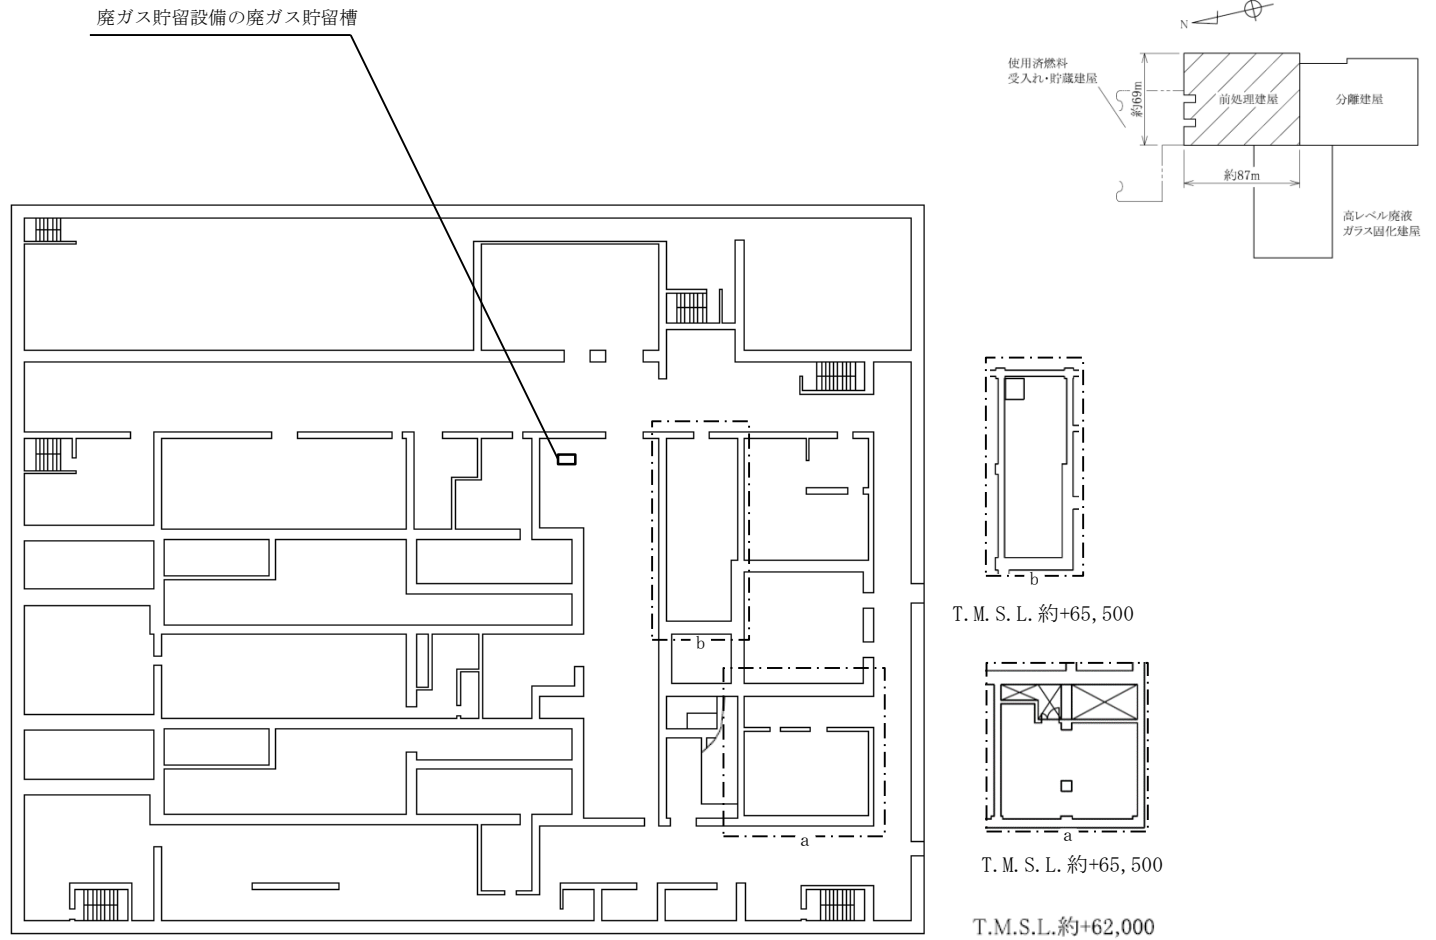 廃ガス貯留設備の廃ガス貯留槽
N
使用済燃料
受入れ・貯蔵建屋
約69m
前処理建屋
分離建屋
約87m
高レベル廃液
ガラス固化建屋
b
T.M.S.L.約+65,500
b
a
a
T.M.S.L.約+65,500
T.M.S.L.約+62,000